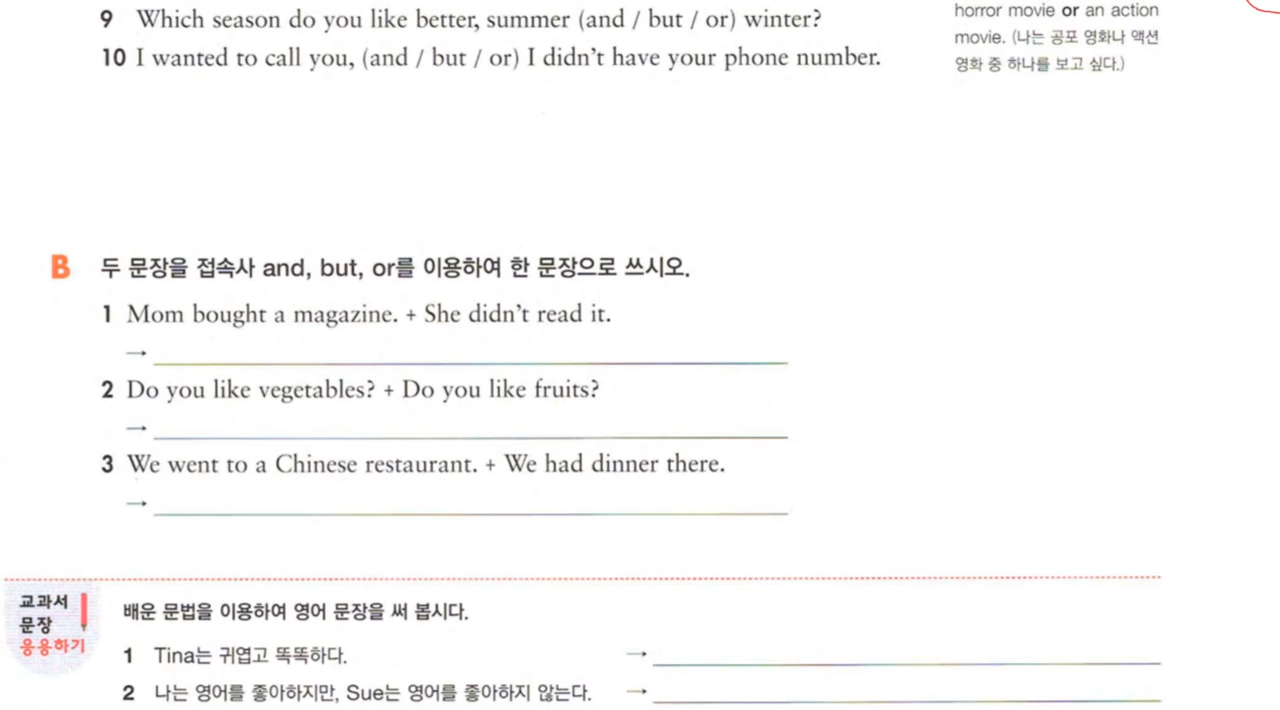 9 Which season do you like better, summer (and / but / or) winter?
10 I wanted to call you, (and / but / or) I didn't have your phone number.
horror movie or an action
movie. (나는 공포 영화나 액션
영화 중 하나를 보고 싶다.)
B 두 문장을 접속사 and, but, or를 이용하여 한 문장으로 쓰시오.
1 Mom bought a magazine. + She didn't read it.
→
2 Do you like vegetables? + Do you like fruits?
→
3 We went to a Chinese restaurant. + We had dinner there.
→
교과서
문장
응용하기
배운 문법을 이용하여 영어 문장을 써 봅시다.
1 Tina는 귀엽고 똑똑하다. →
2 나는 영어를 좋아하지만, Sue는 영어를 좋아하지 않는다. →